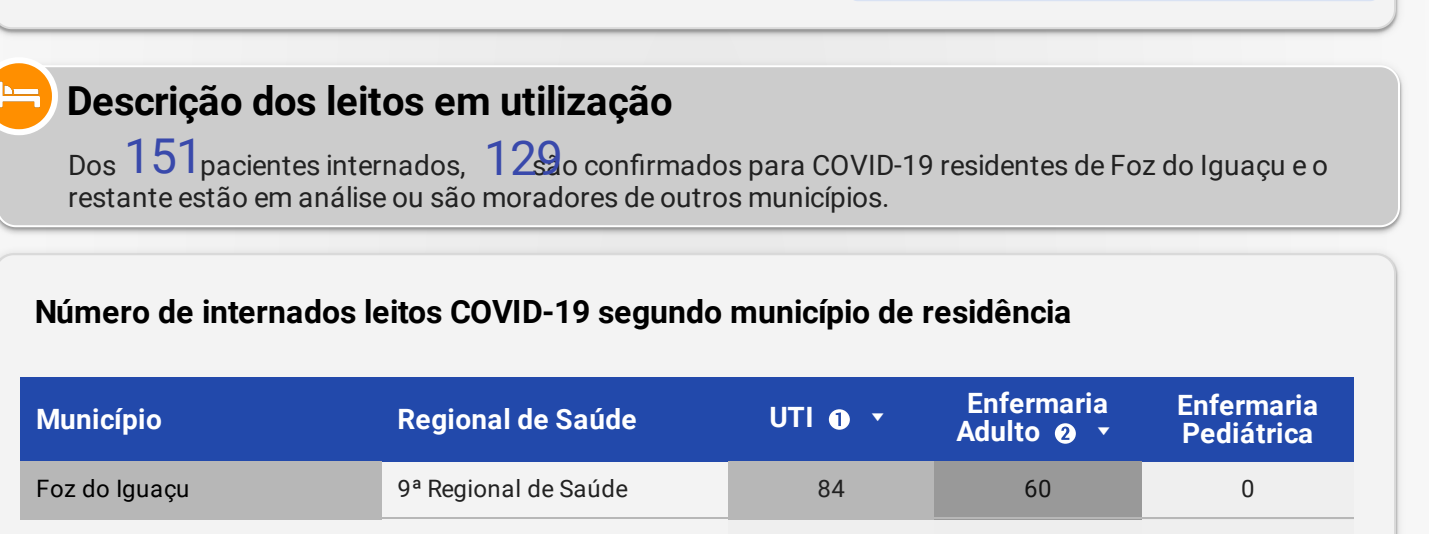 Descrição dos leitos em utilização
Dos 151 pacientes internados, 129 são confirmados para COVID-19 residentes de Foz do Iguaçu e o
restante estão em análise ou são moradores de outros municípios.
Número de internados leitos COVID-19 segundo município de residência
Município Regional de Saúde UTI ❶ ▼ Enfermaria Adulto ❷ ▼ Enfermaria Pediátrica
Foz do Iguaçu 9ª Regional de Saúde 84 60 0